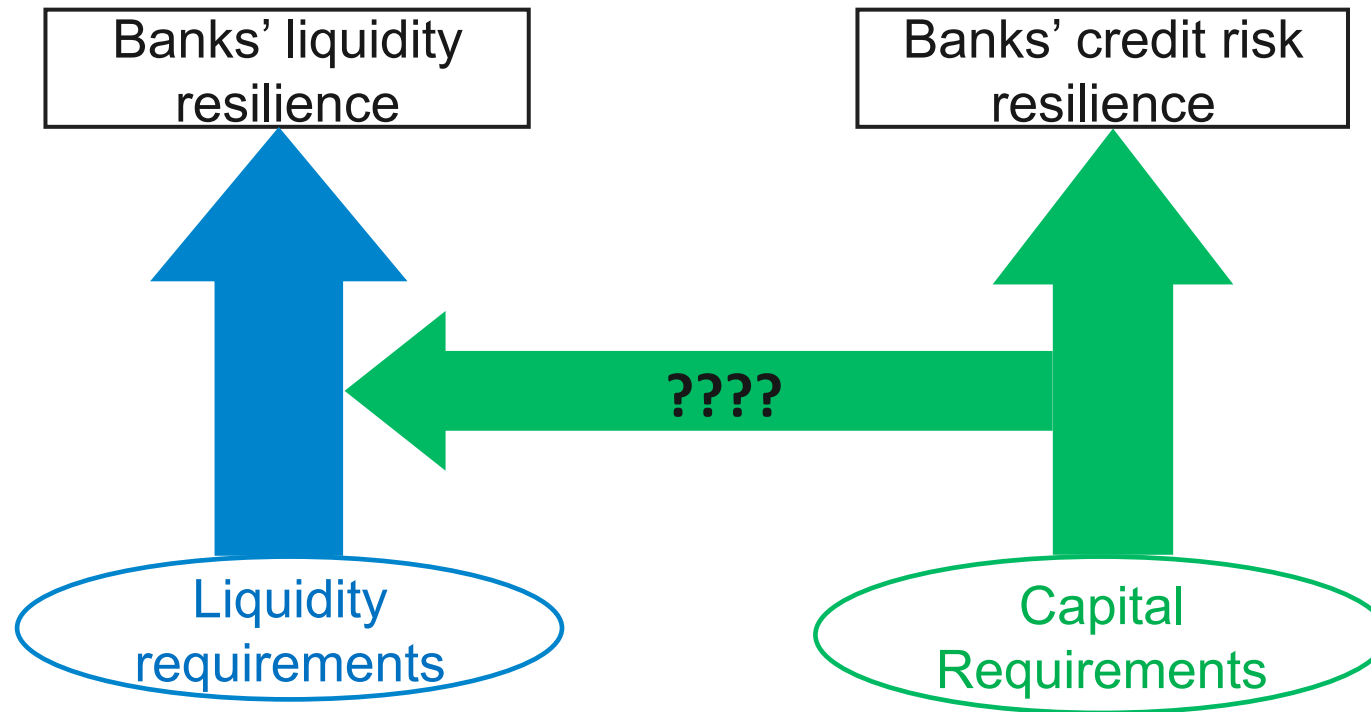 Banks’ liquidity
resilience
Banks’ credit risk
resilience
????
Liquidity
requirements
Capital
Requirements